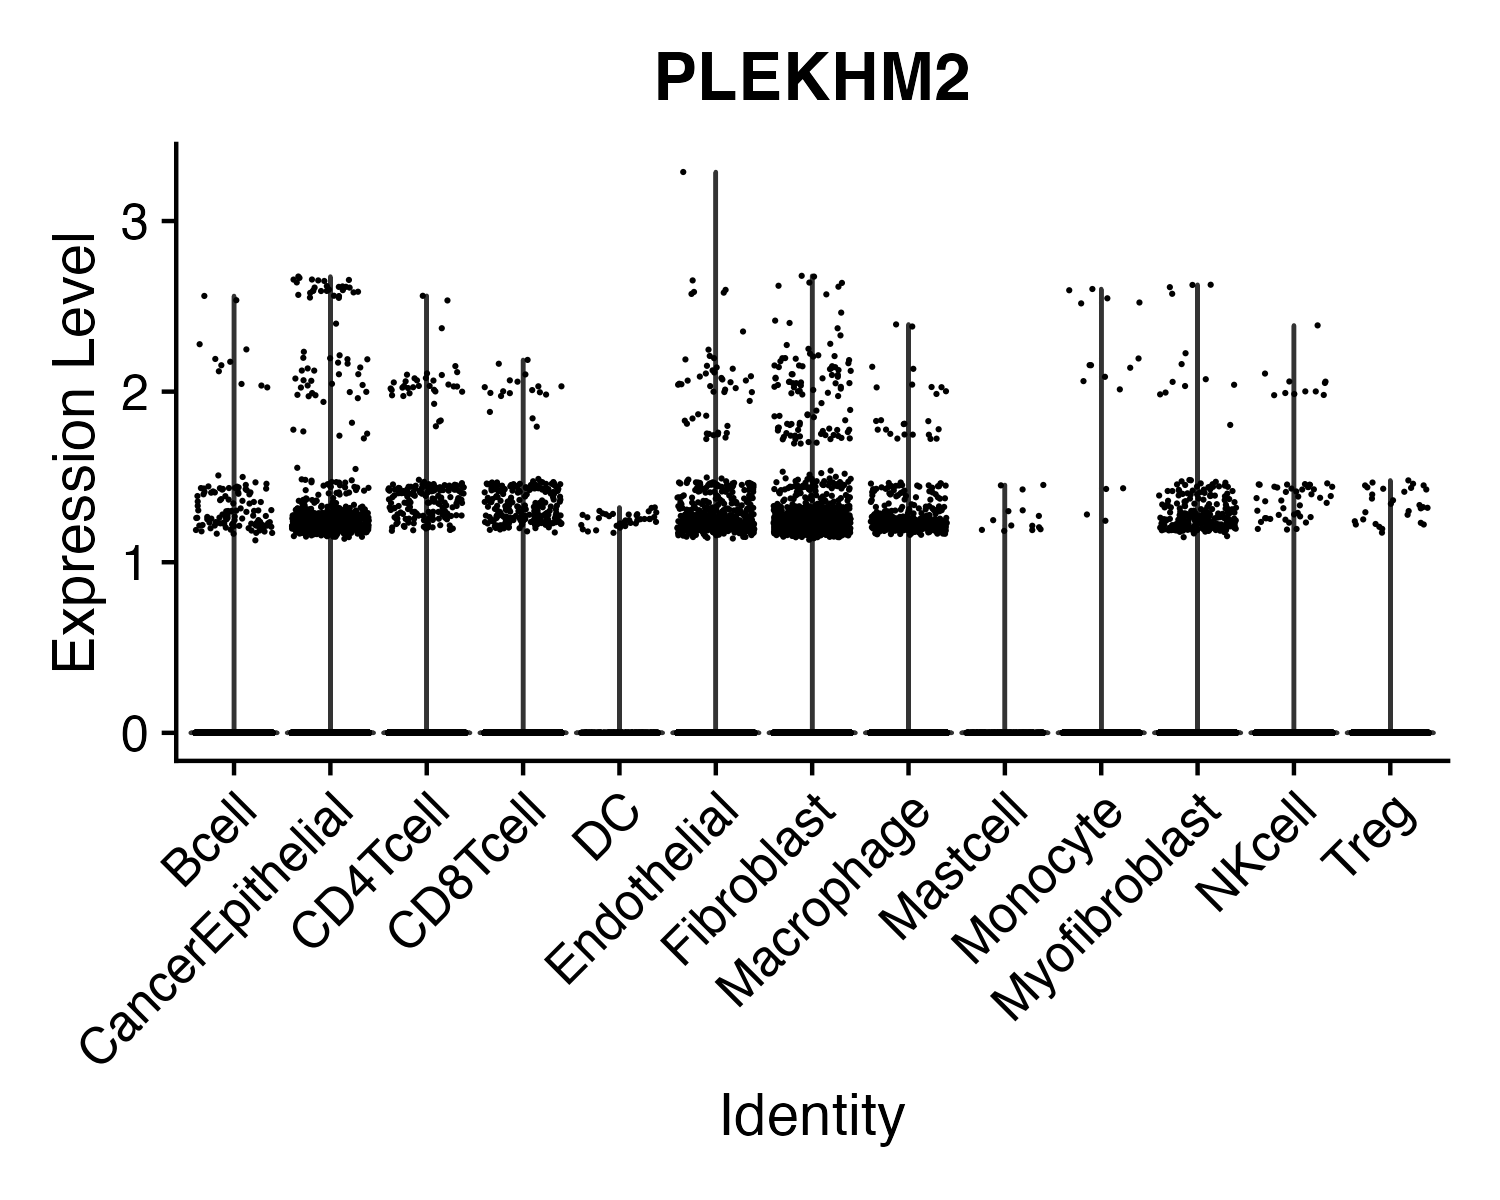 PLEKHM2
Expression Level
3
2
1
0
Bcell
CancerEpithelial
CD4Tcell
CD8Tcell
DC
Endothelial
Fibroblast
Macrophage
Mastcell
Monocyte
Myofibroblast
NKcell
Treg
Identity